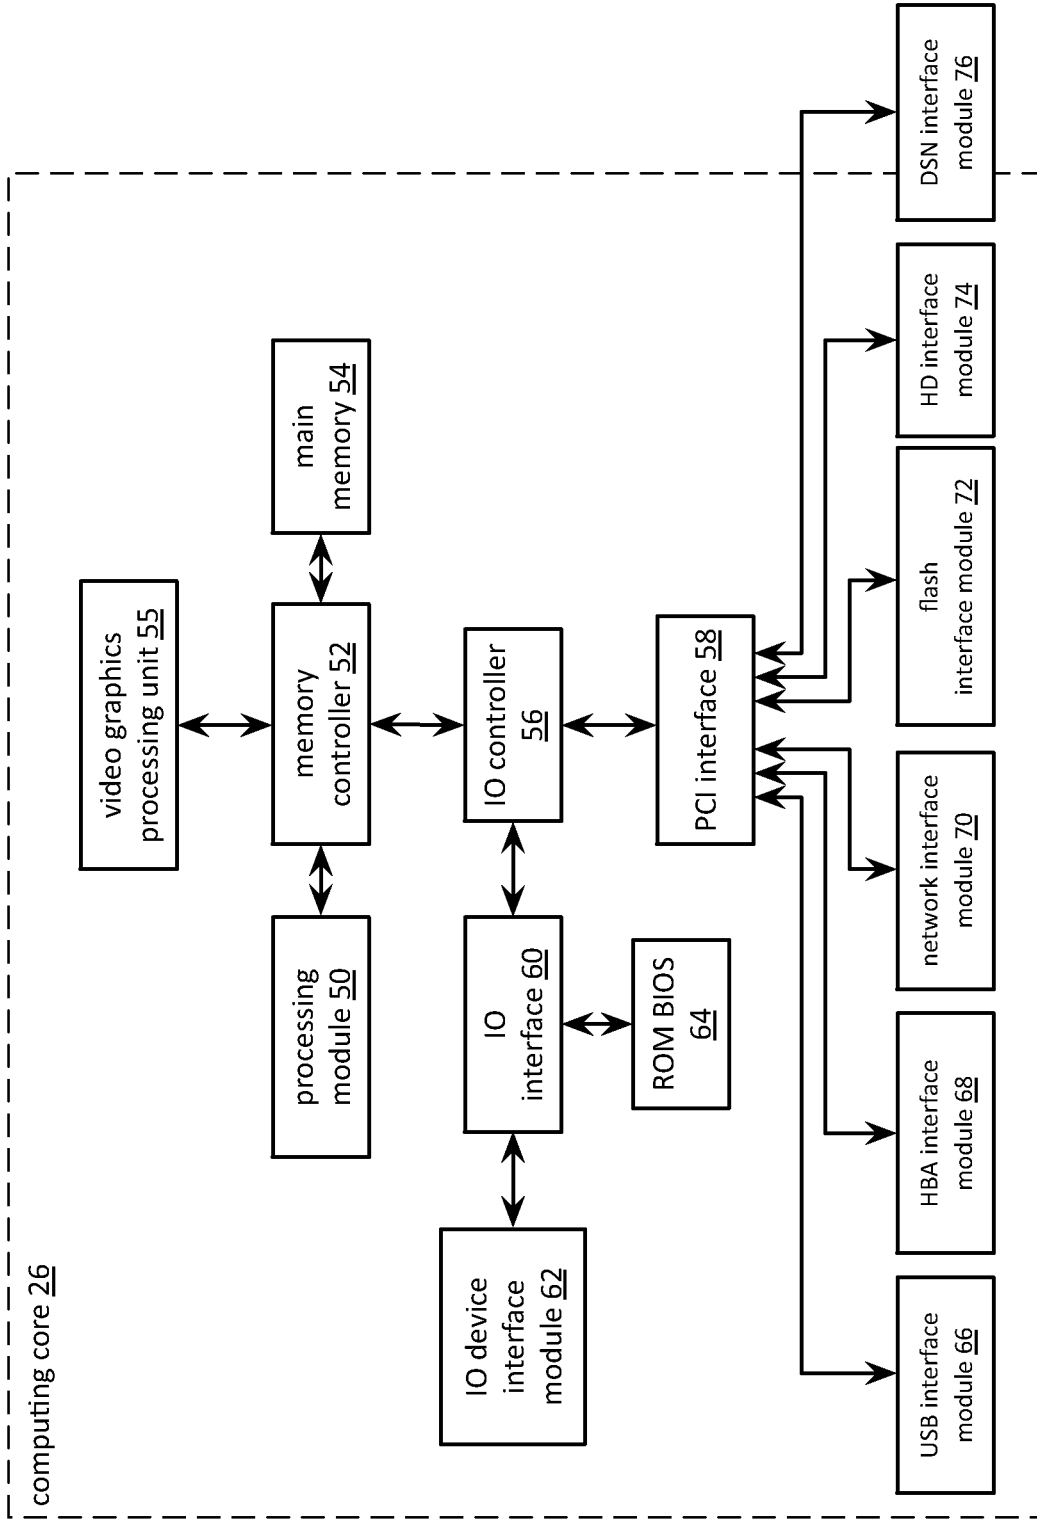 computing core 26
video graphics
processing unit 55
processing
module 50
memory
controller 52
main
memory 54
IO device
interface
module 62
IO
interface 60
IO controller
56
ROM BIOS
64
PCI interface 58
USB interface
module 66
HBA interface
module 68
network interface
module 70
flash
interface module 72
HD interface
module 74
DSN interface
module 76